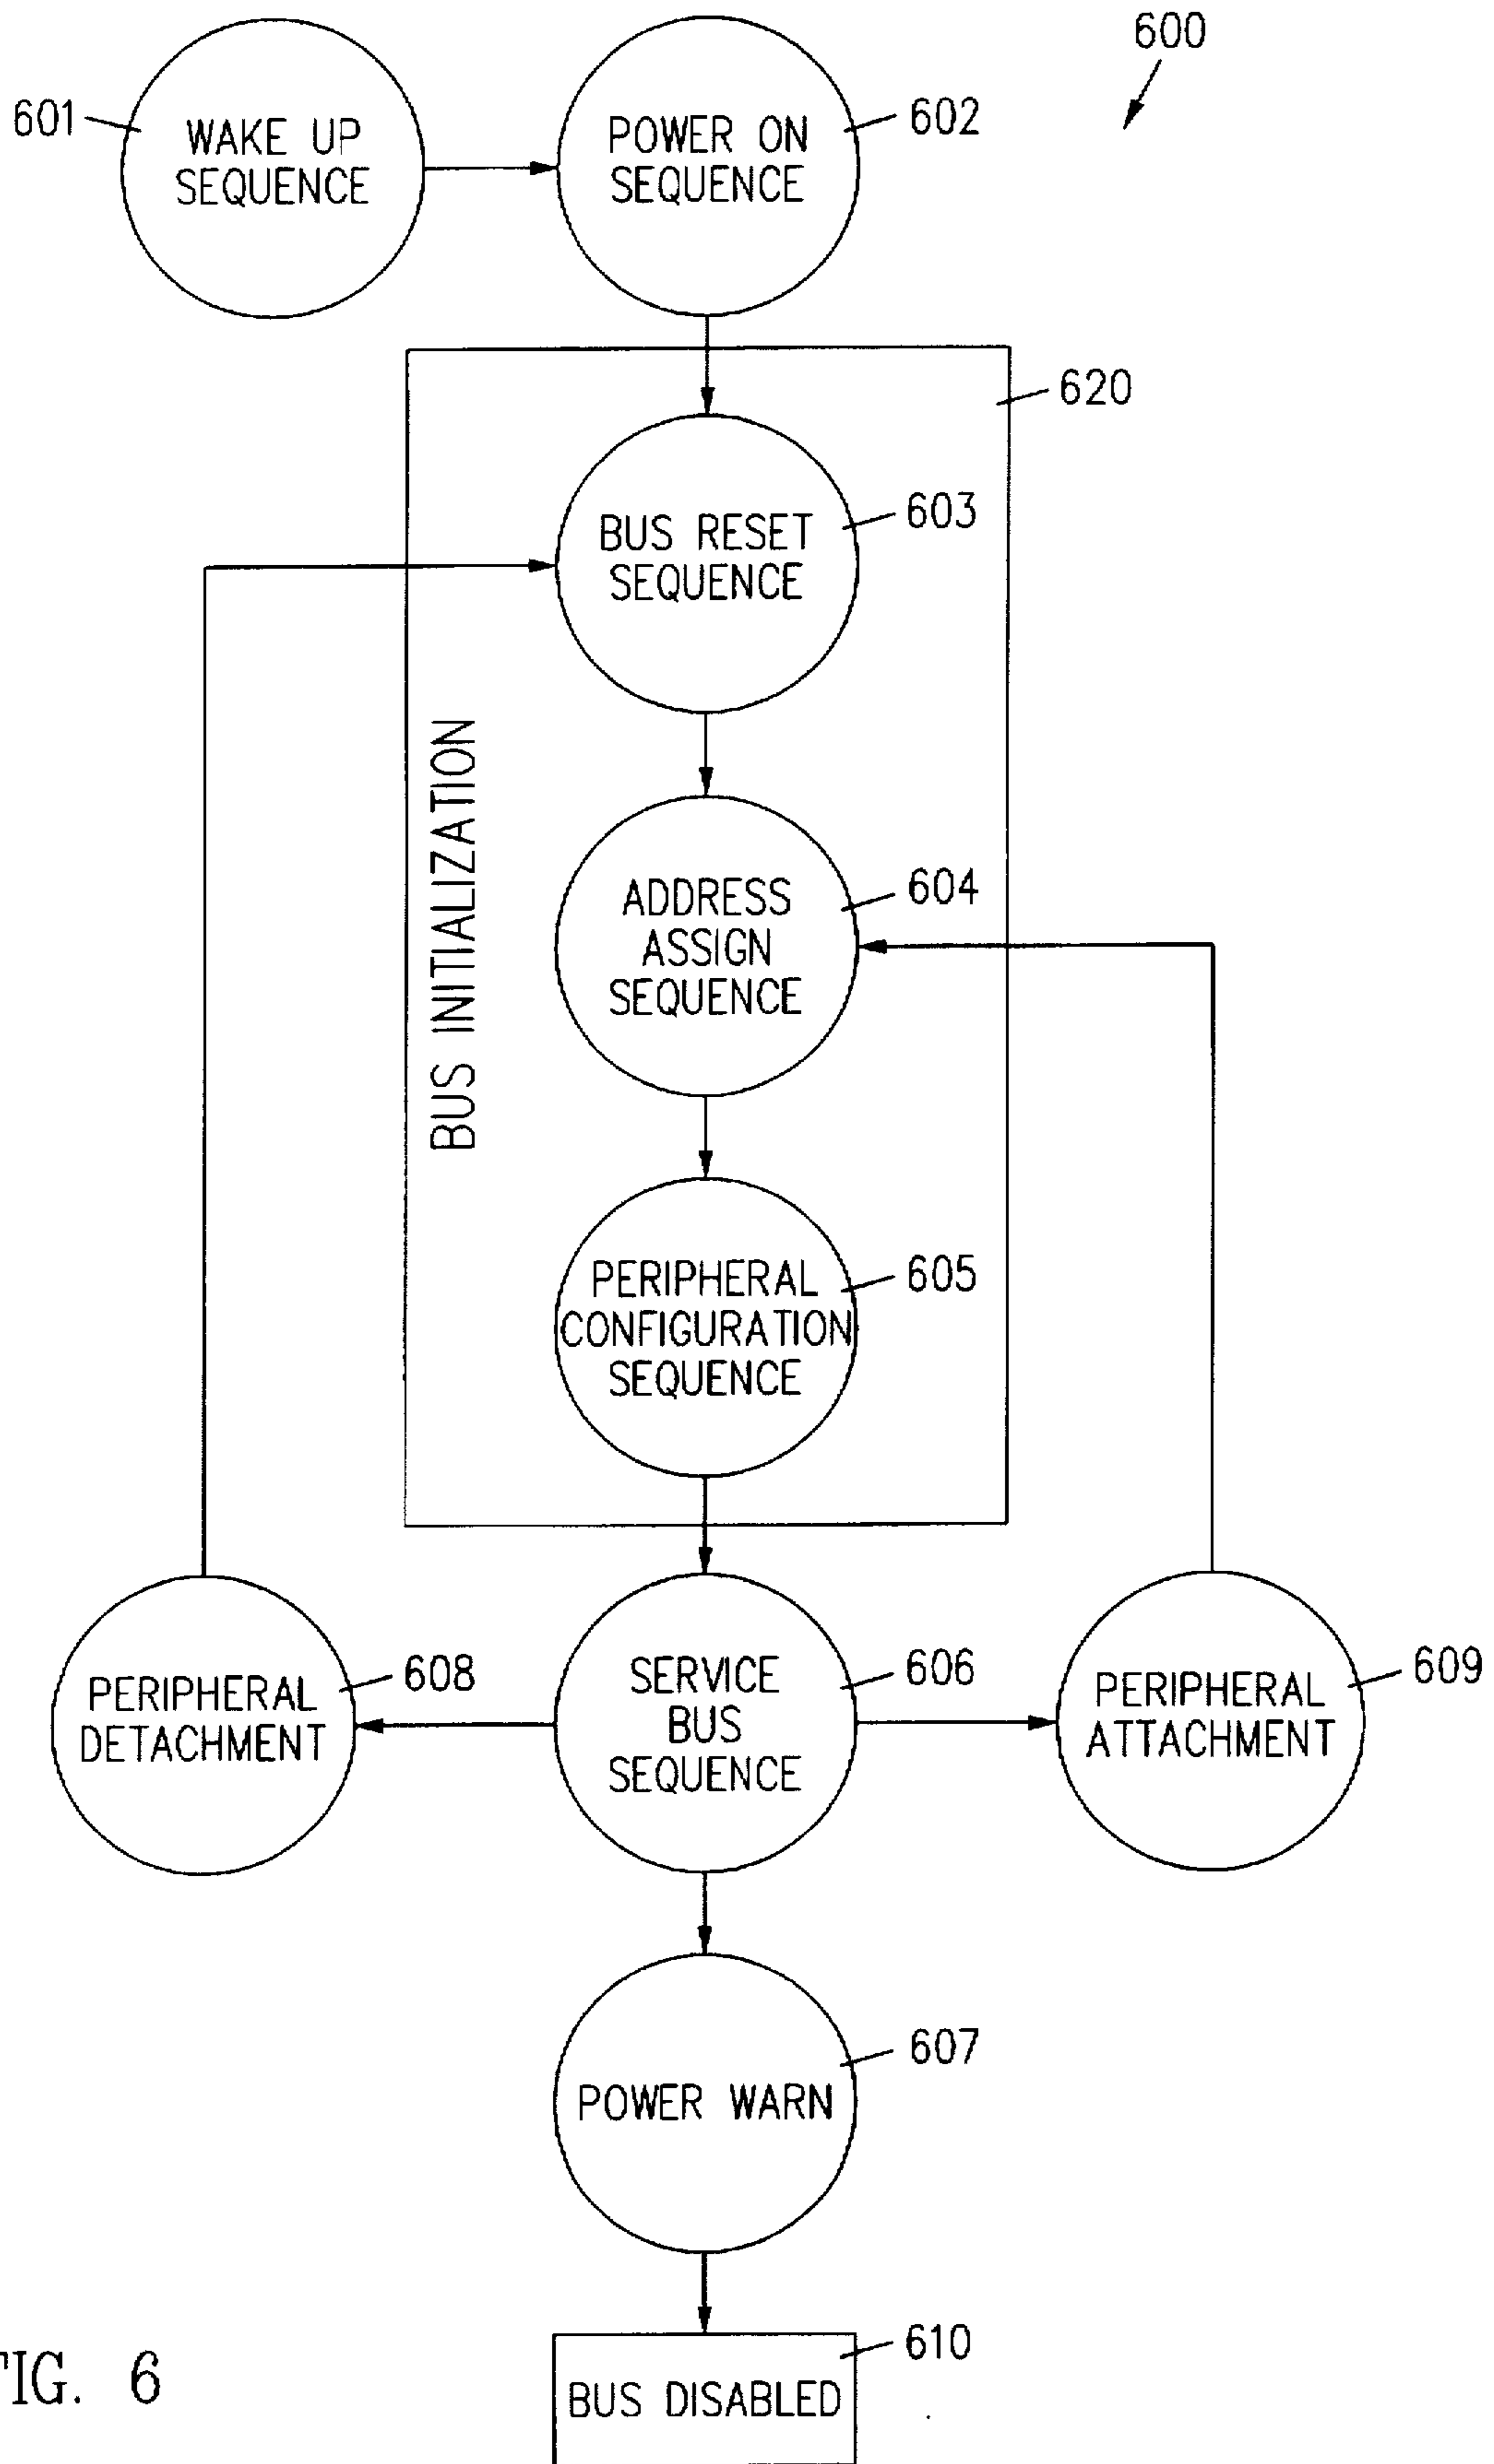 600
601
WAKE UP
SEQUENCE
POWER ON
SEQUENCE
602
620
BUS RESET
SEQUENCE
603
BUS INITIALIZATION
ADDRESS
ASSIGN
SEQUENCE
604
PERIPHERAL
CONFIGURATION
SEQUENCE
605
PERIPHERAL
DETACHMENT
608
SERVICE
BUS
SEQUENCE
606
PERIPHERAL
ATTACHMENT
609
POWER WARN
607
BUS DISABLED
610
FIG. 6